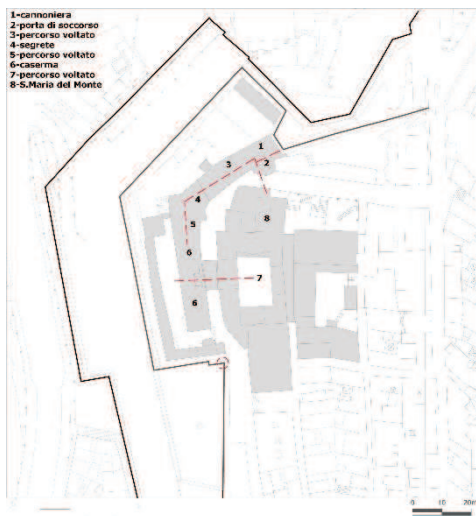 1-cannoniera
2-porta di soccorso
3-percorso voltato
4-segrete
5-percorso voltato
6-caserma
7-percorso voltato
8-S.Maria del Monte
1
3
2
4
5
8
6
7
6
0 10 20m